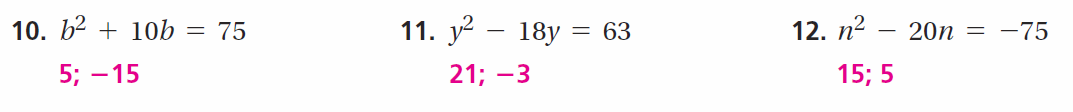 10. b² + 10b = 75 11. y² − 18y = 63 12. n² − 20n = −75
5; −15 21; −3 15; 5